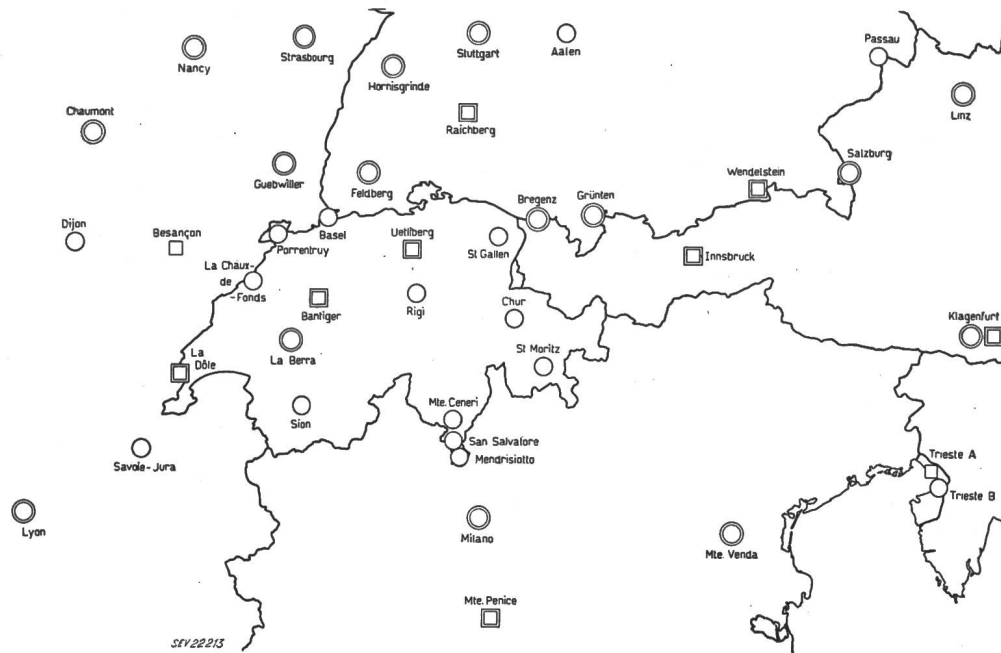 Nancy
Strasbourg
Stuttgart
Aalen
Passau
Hornisgrinde
Linz
Chaumont
Raichberg
Guebwiller
Feldberg
Wendelstein
Salzburg
Dijon
Besançon
Porrentruy
Basel
Uetliberg
St Gallen
Bregenz
Grünten
Innsbruck
La Chaux-
de-
-Fonds
Bantiger
Rigi
Chur
Klagenfurt
La
Dôle
La Berra
St Moritz
Sion
Mte. Ceneri
San Salvatore
Mendrisiotto
Savoie-Jura
Trieste A
Trieste B
Lyon
Milano
Mte. Venda
Mte. Penice
SEV22213